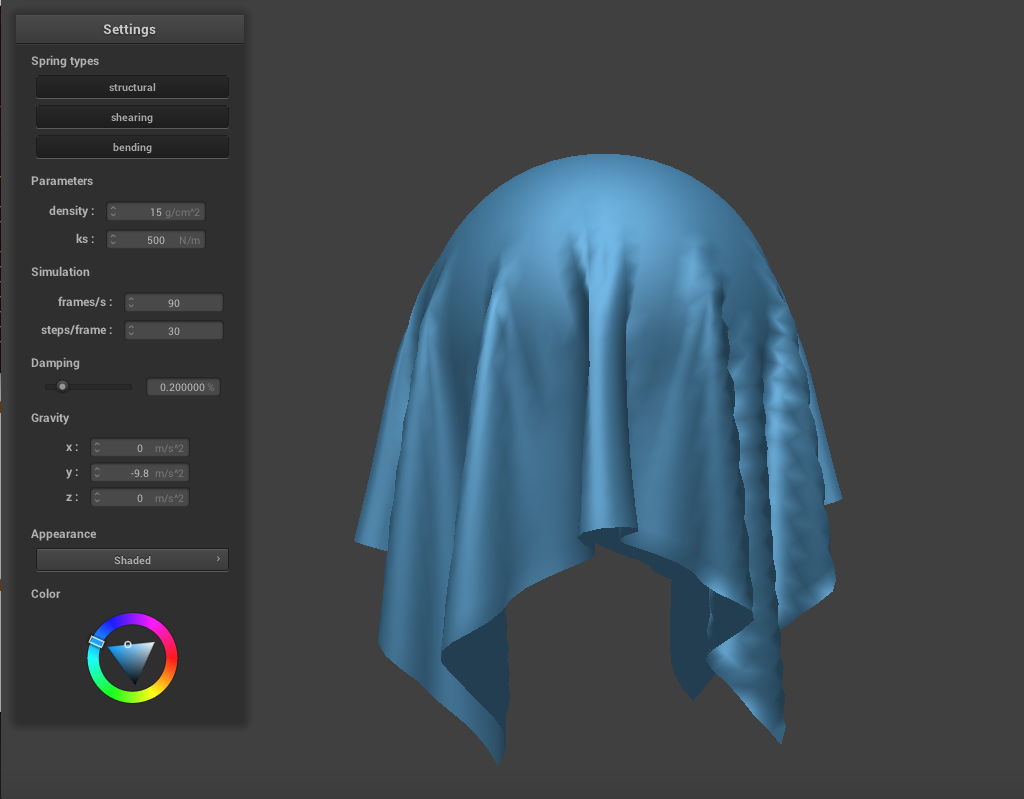 Settings
Spring types
structural
shearing
bending
Parameters
density : 15 g/cm^2
ks : 500 N/m
Simulation
frames/s : 90
steps/frame : 30
Damping
0.200000 %
Gravity
x : 0 m/s^2
y : -9.8 m/s^2
z : 0 m/s^2
Appearance
Shaded
Color